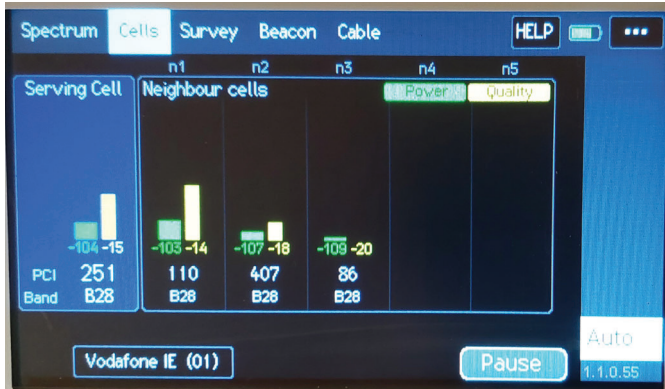 Spectrum Cells Survey Beacon Cable HELP ...
n1 n2 n3 n4 n5
Serving Cell Neighbour cells Power Quality
-104 -15 -103 -14 -107 -18 -109 -20
PCI 251 110 407 86
Band B28 B28 B28 B28
Auto
Vodafone IE (01) Pause
1.1.0.55